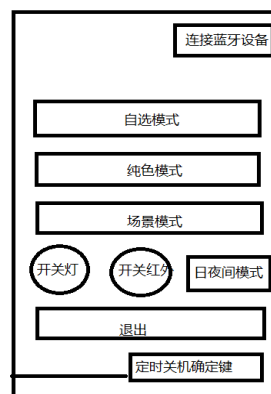 连接蓝牙设备
自选模式
纯色模式
场景模式
开关灯
开关红外
日夜间模式
退出
定时关机确定键